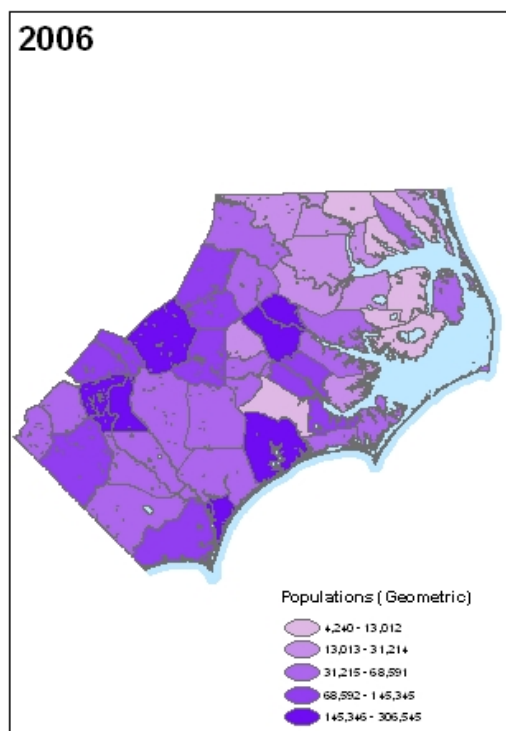 2006
Populations (Geometric)
4,240 - 13,012
13,013 - 31,214
31,215 - 68,591
68,592 - 145,345
145,346 - 306,545